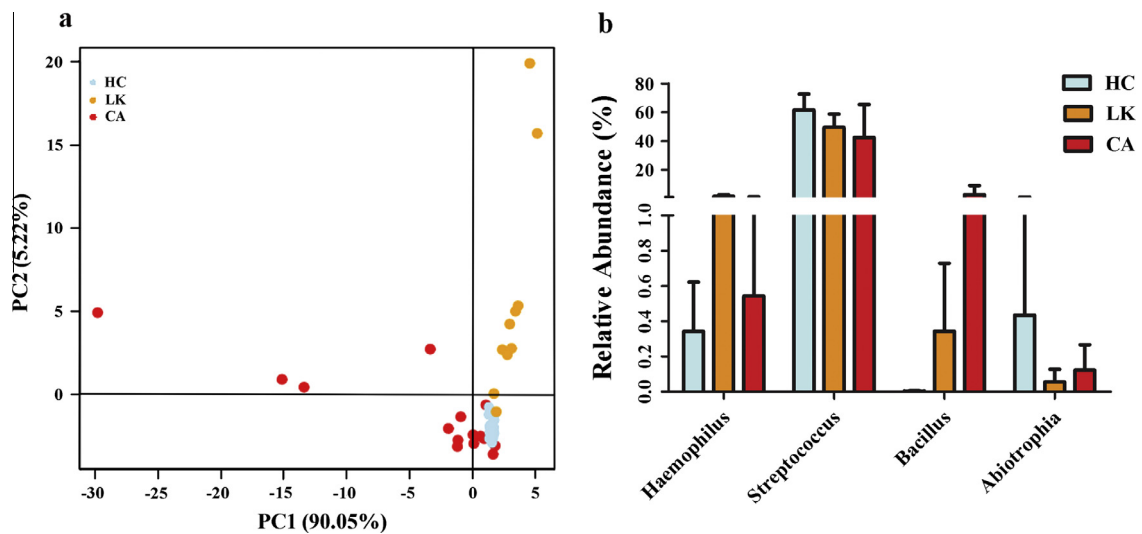 a
PC2 (5.22%)
20
15
10
5
0
HC
LK
CA
-30
-25
-20
-15
-10
-5
0
5
PC1 (90.05%)
b
Relative Abundance (%)
80
60
40
20
1.0
0.8
0.6
0.4
0.2
0.0
HC
LK
CA
Haemophilus
Streptococcus
Bacillus
Abiotrophia